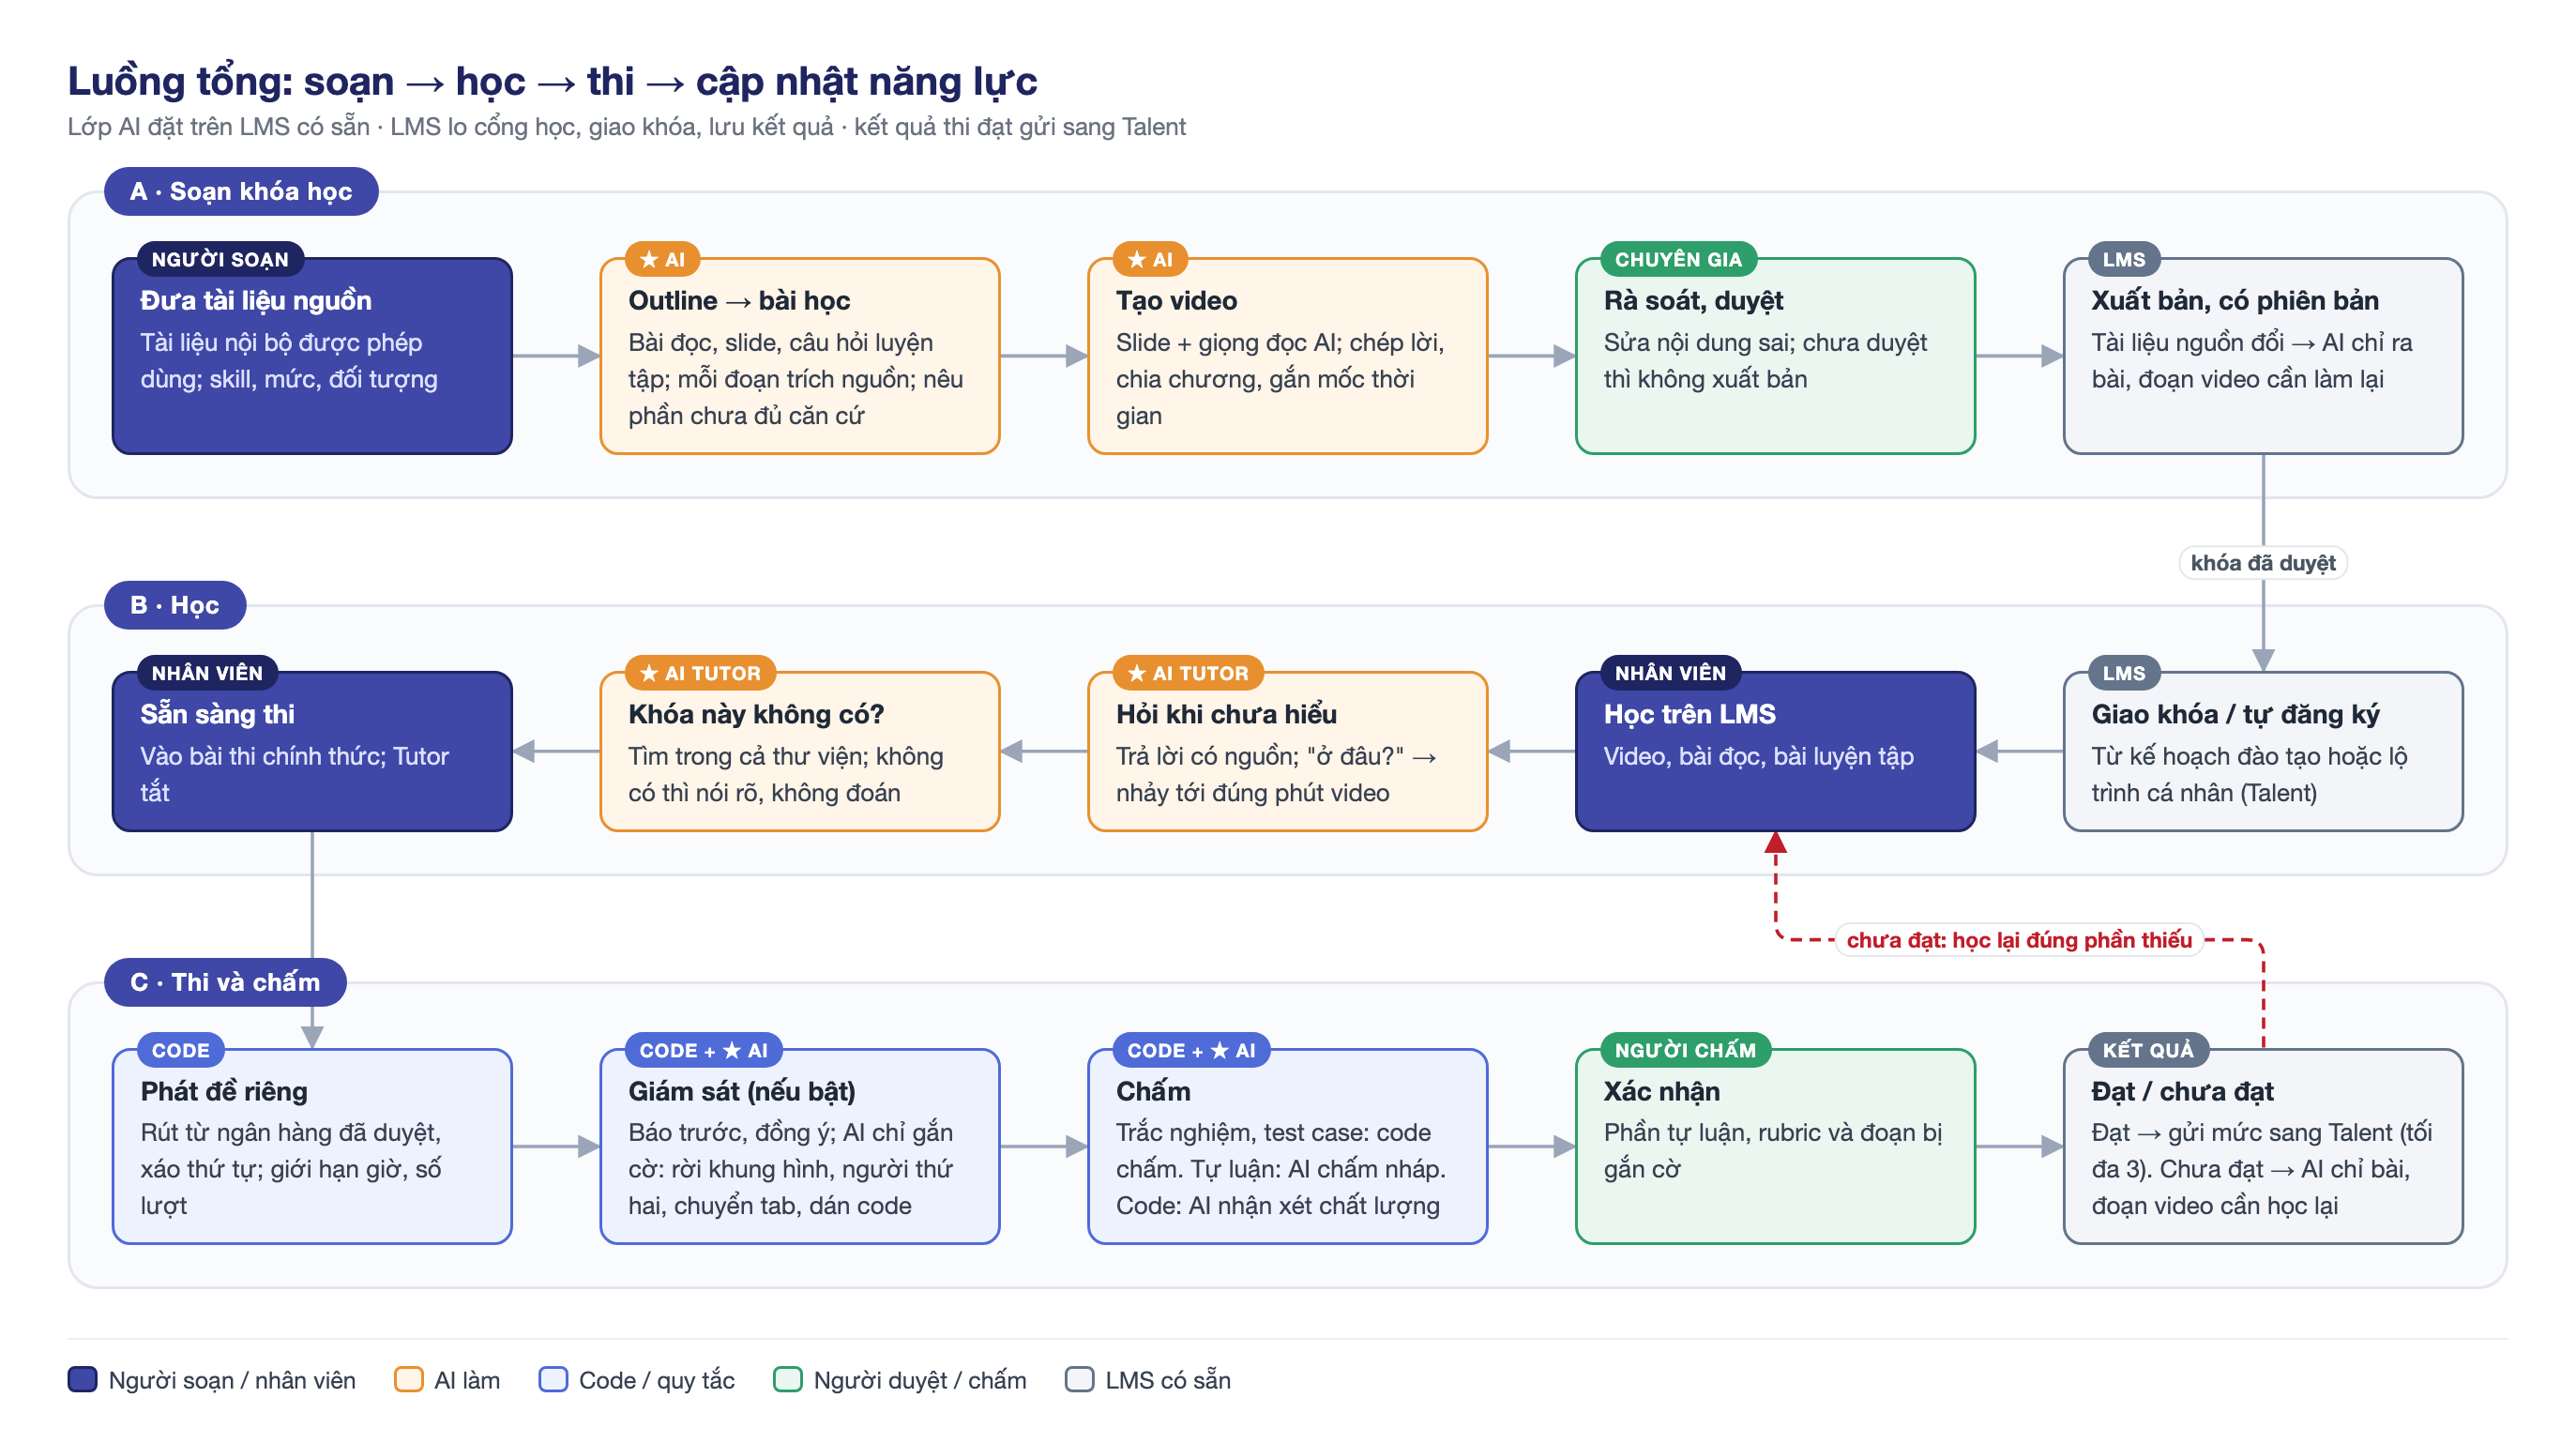 Luồng tổng: soạn → học → thi → cập nhật năng lực
Lớp AI đặt trên LMS có sẵn · LMS lo cổng học, giao khóa, lưu kết quả · kết quả thi đạt gửi sang Talent
A · Soạn khóa học
NGƯỜI SOẠN
Đưa tài liệu nguồn
Tài liệu nội bộ được phép
dùng; skill, mức, đối tượng
★ AI
Outline → bài học
Bài đọc, slide, câu hỏi luyện
tập; mỗi đoạn trích nguồn; nêu
phần chưa đủ căn cứ
★ AI
Tạo video
Slide + giọng đọc AI; chép lời,
chia chương, gắn mốc thời
gian
CHUYÊN GIA
Rà soát, duyệt
Sửa nội dung sai; chưa duyệt
thì không xuất bản
LMS
Xuất bản, có phiên bản
Tài liệu nguồn đổi → AI chỉ ra
bài, đoạn video cần làm lại
khóa đã duyệt
B · Học
NHÂN VIÊN
Sẵn sàng thi
Vào bài thi chính thức; Tutor
tắt
★ AI TUTOR
Khóa này không có?
Tìm trong cả thư viện; không
có thì nói rõ, không đoán
★ AI TUTOR
Hỏi khi chưa hiểu
Trả lời có nguồn; "ở đâu?" →
nhảy tới đúng phút video
NHÂN VIÊN
Học trên LMS
Video, bài đọc, bài luyện tập
LMS
Giao khóa / tự đăng ký
Từ kế hoạch đào tạo hoặc lộ
trình cá nhân (Talent)
chưa đạt: học lại đúng phần thiếu
C · Thi và chấm
CODE
Phát đề riêng
Rút từ ngân hàng đã duyệt,
xáo thứ tự; giới hạn giờ, số
lượt
CODE + ★ AI
Giám sát (nếu bật)
Báo trước, đồng ý; AI chỉ gắn
cờ: rời khung hình, người thứ
hai, chuyển tab, dán code
CODE + ★ AI
Chấm
Trắc nghiệm, test case: code
chấm. Tự luận: AI chấm nháp.
Code: AI nhận xét chất lượng
NGƯỜI CHẤM
Xác nhận
Phần tự luận, rubric và đoạn bị
gắn cờ
KẾT QUẢ
Đạt / chưa đạt
Đạt → gửi mức sang Talent (tối
đa 3). Chưa đạt → AI chỉ bài,
đoạn video cần học lại
Người soạn / nhân viên
AI làm
Code / quy tắc
Người duyệt / chấm
LMS có sẵn